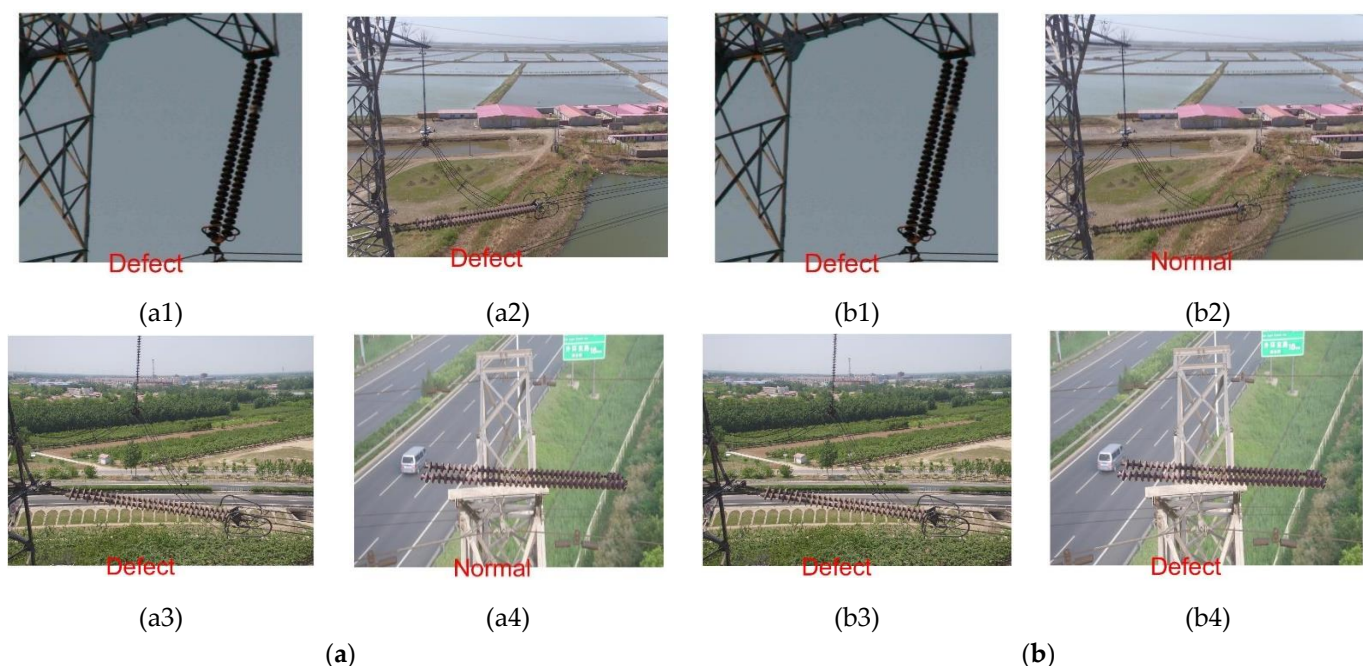 Defect
Defect
Defect
Normal
(a1)
(a2)
(b1)
(b2)
Defect
Normal
Defect
Defect
(a3)
(a4)
(b3)
(b4)
(a)
(b)